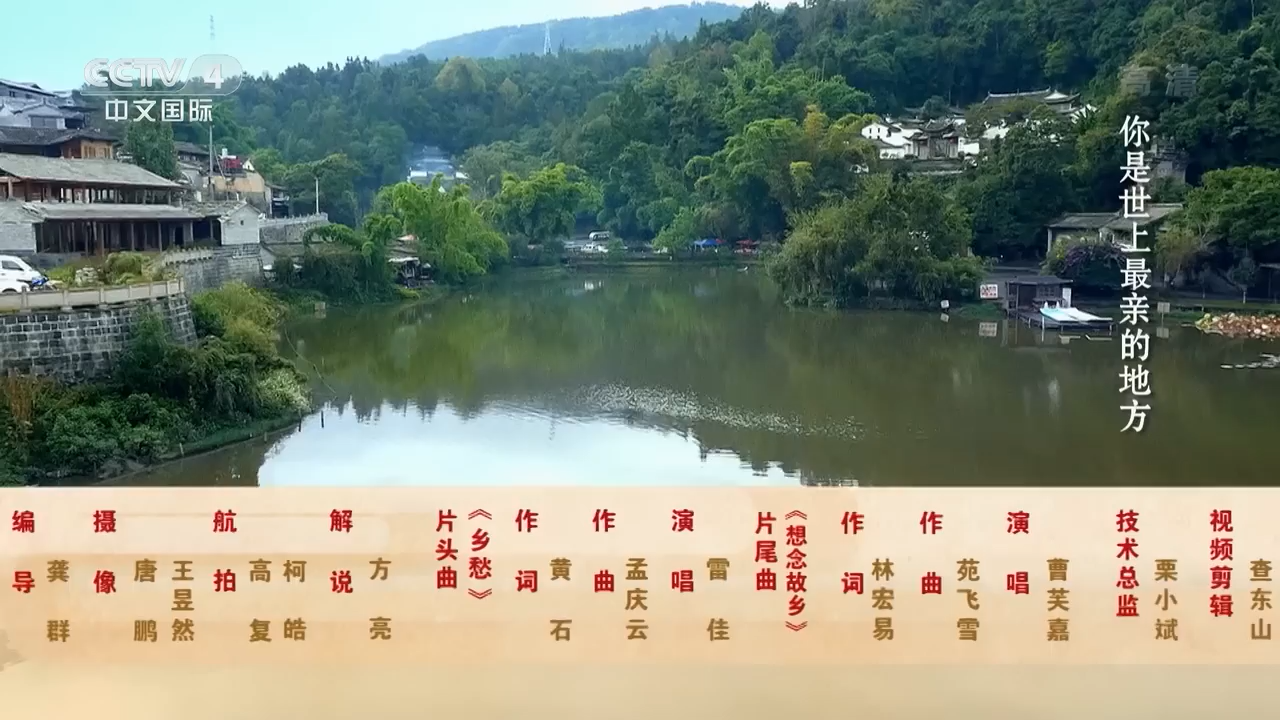 CCTV 4
中文国际
你是世上最亲的地方
编导
龚群
摄像
唐鹏
王昱然
航拍
高复
柯皓
解说
方亮
片头曲
《乡愁》
作词
黄石
作曲
孟庆云
演唱
雷佳
片尾曲
《想念故乡》
作词
林宏易
作曲
苑飞雪
演唱
曹芙嘉
技术总监
栗小斌
视频剪辑
查东山